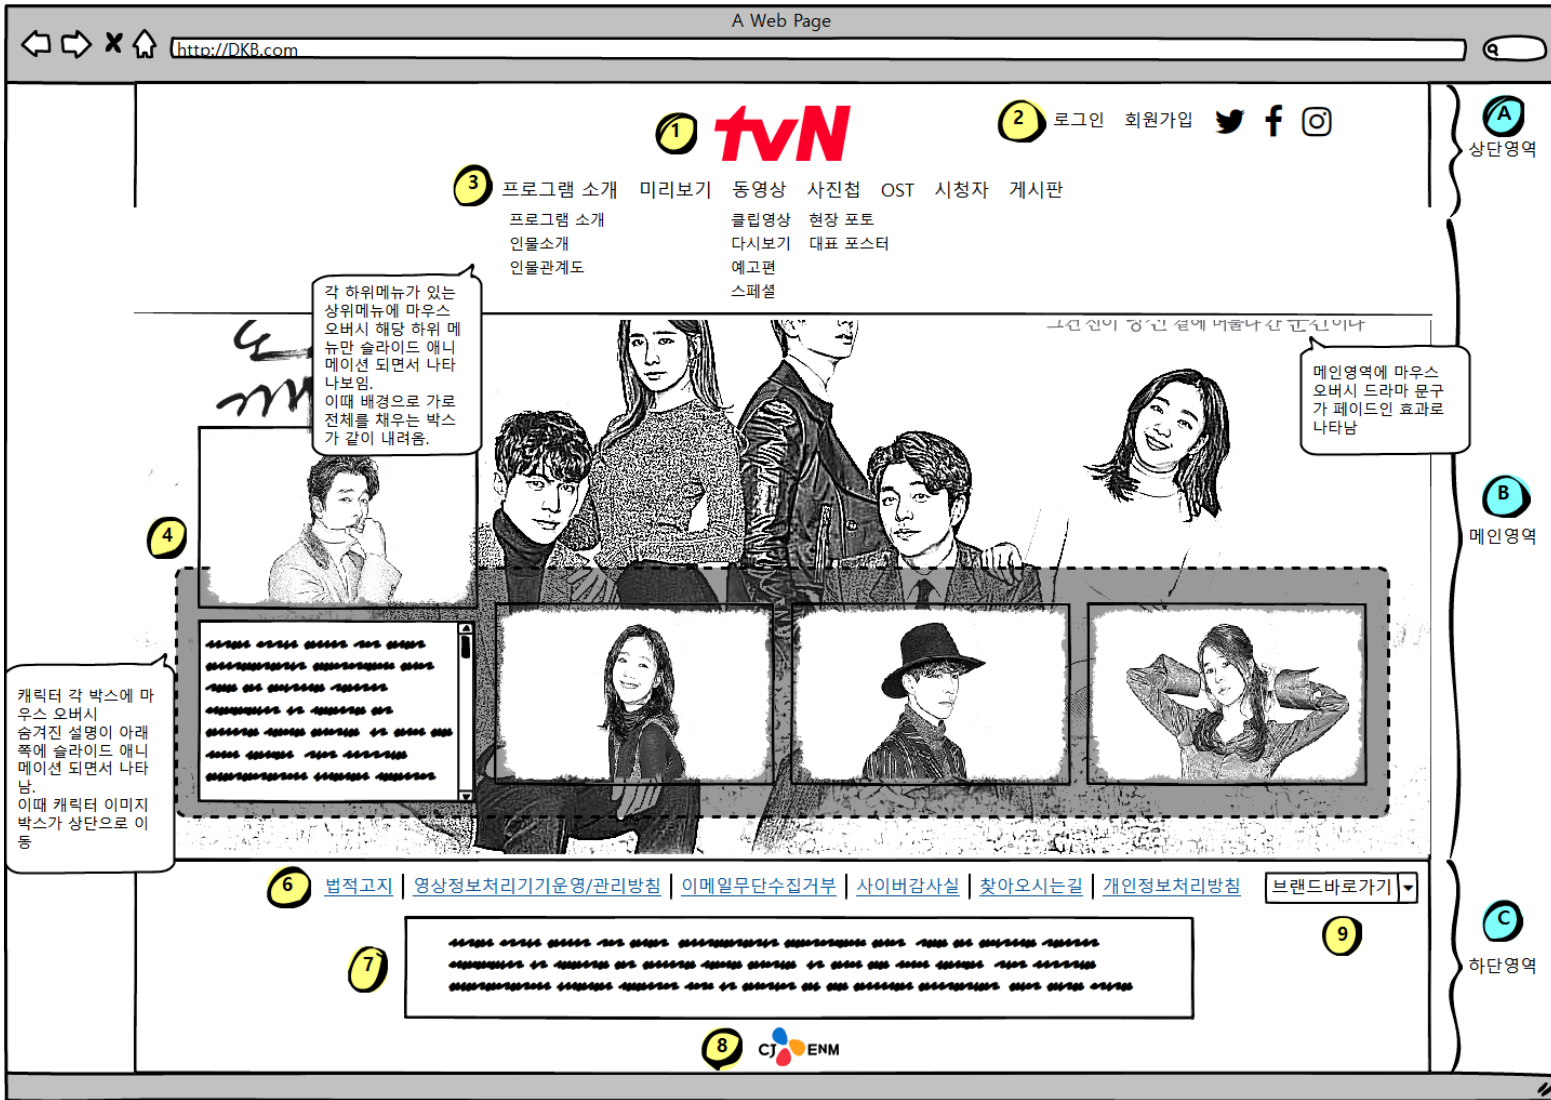 A Web Page
http://DKB.com
1
tvN
2
로그인 회원가입
A
상단영역
3
프로그램 소개 미리보기 동영상 사진첩 OST 시청자 게시판
프로그램 소개 클립영상 현장 포토
인물소개 다시보기 대표 포스터
인물관계도 예고편
스페셜
각 하위메뉴가 있는
상위메뉴에 마우스
오버시 해당 하위 메
뉴만 슬라이드 애니
메이션 되면서 나타
나보임.
이때 배경으로 가로
전체를 채우는 박스
가 같이 내려옴.
메인영역에 마우스
오버시 드라마 문구
가 페이드인 효과로
나타남
B
메인영역
4
캐릭터 각 박스에 마
우스 오버시
숨겨진 설명이 아래
쪽에 슬라이드 애니
메이션 되면서 나타
남.
이때 캐릭터 이미지
박스가 상단으로 이
동
6
법적고지 | 영상정보처리기기운영/관리방침 | 이메일무단수집거부 | 사이버감사실 | 찾아오시는길 | 개인정보처리방침
브랜드바로가기
9
C
하단영역
7
8
CJ ENM